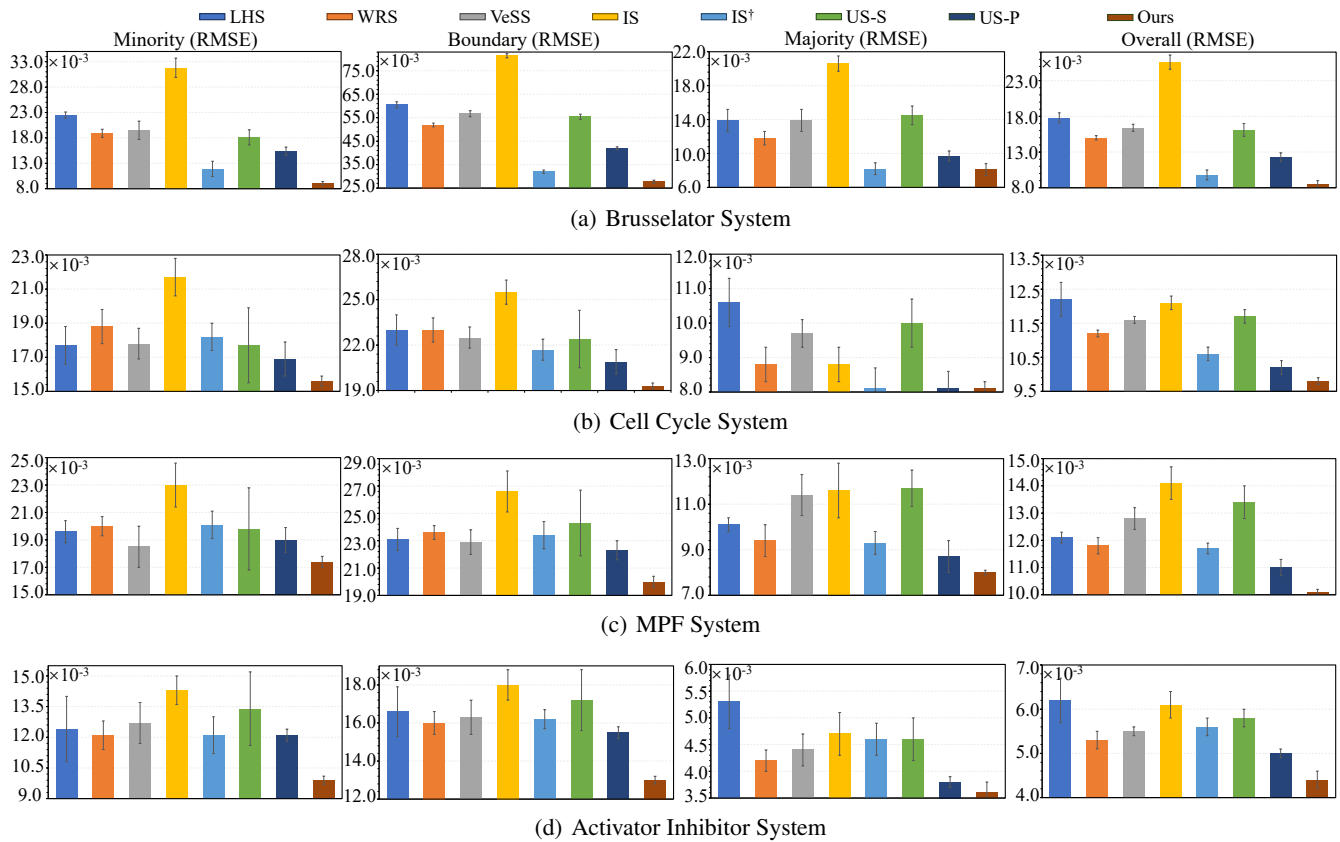 LHS WRS VeSS IS IS† US-S US-P Ours
Minority (RMSE) Boundary (RMSE) Majority (RMSE) Overall (RMSE)
×10⁻³ 33.0 28.0 23.0 18.0 13.0 8.0
×10⁻³ 75.0 65.0 55.0 45.0 35.0 25.0
×10⁻³ 22.0 18.0 14.0 10.0 6.0
×10⁻³ 23.0 18.0 13.0 8.0
(a) Brusselator System
×10⁻³ 23.0 21.0 19.0 17.0 15.0
×10⁻³ 28.0 25.0 22.0 19.0
×10⁻³ 12.0 11.0 10.0 9.0 8.0
×10⁻³ 13.5 12.5 11.5 10.5 9.5
(b) Cell Cycle System
×10⁻³ 25.0 23.0 21.0 19.0 17.0 15.0
×10⁻³ 29.0 27.0 25.0 23.0 21.0 19.0
×10⁻³ 13.0 11.0 9.0 7.0
×10⁻³ 15.0 14.0 13.0 12.0 11.0 10.0
(c) MPF System
×10⁻³ 15.0 13.5 12.0 10.5 9.0
×10⁻³ 18.0 16.0 14.0 12.0
×10⁻³ 6.0 5.5 5.0 4.5 4.0 3.5
×10⁻³ 7.0 6.0 5.0 4.0
(d) Activator Inhibitor System